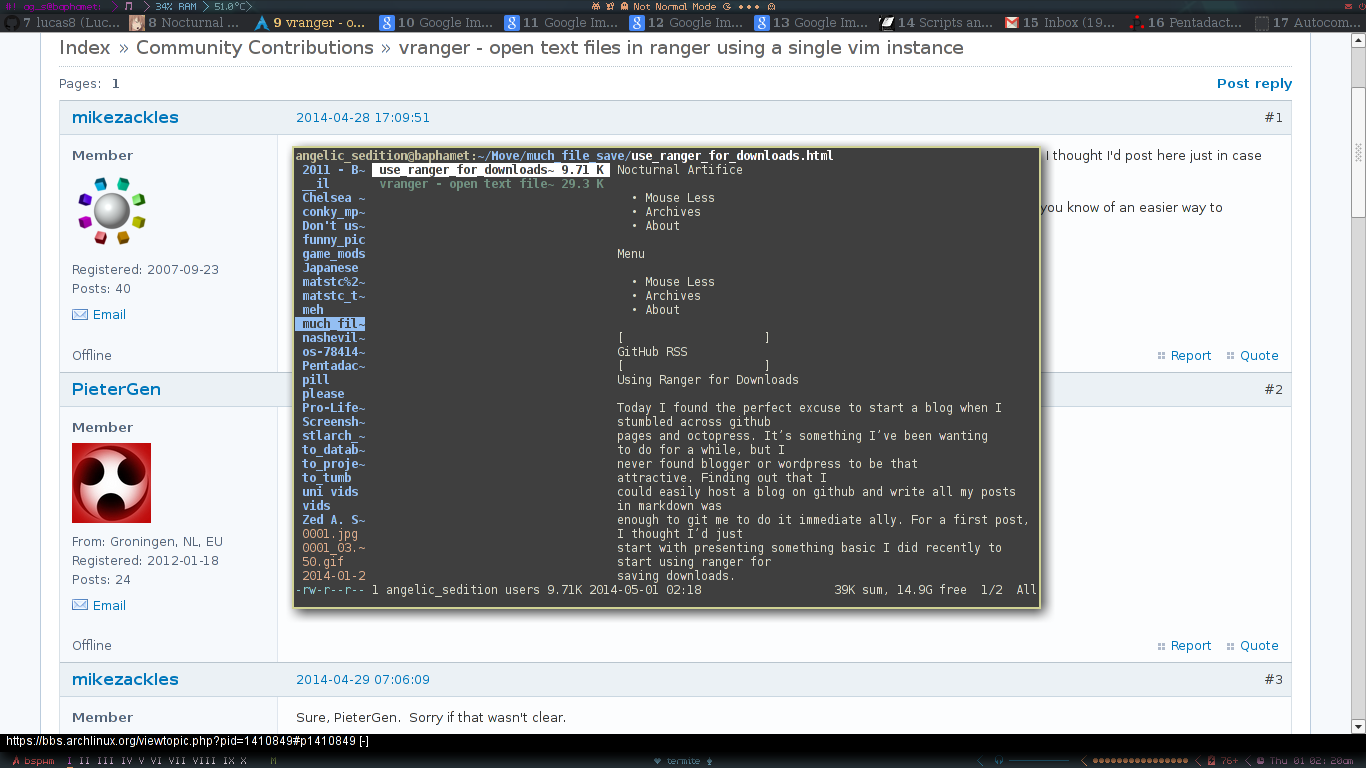 34% RAM 51.0°C Not Normal Mode
7 lucas8 (Luc... 8 Nocturnal ... 9 vranger - o... 10 Google Im... 11 Google Im... 12 Google Im... 13 Google Im... 14 Scripts an... 15 Inbox (19... 16 Pentadact... 17 Autocom...
Index » Community Contributions » vranger - open text files in ranger using a single vim instance
Pages: 1 Post reply
mikezackles 2014-04-28 17:09:51 #1
Member I thought I'd post here just in case
you know of an easier way to
Registered: 2007-09-23
Posts: 40
Email
Offline Report Quote
PieterGen #2
Member
From: Groningen, NL, EU
Registered: 2012-01-18
Posts: 24
Email
Offline Report Quote
mikezackles 2014-04-29 07:06:09 #3
Member Sure, PieterGen. Sorry if that wasn't clear.
angelic_sedition@baphamet:~/Move/much_file_save/use_ranger_for_downloads.html
2011 - B~ use_ranger_for_downloads~ 9.71 K Nocturnal Artifice
__il vranger - open text file~ 29.3 K
Chelsea ~ • Mouse Less
conky_mp~ • Archives
Don't us~ • About
funny_pic
game_mods Menu
Japanese
matstc%2~ • Mouse Less
matstc_t~ • Archives
meh • About
much_fil~
nashevil~ [ ]
os-78414~ GitHub RSS
Pentadac~ [ ]
pill Using Ranger for Downloads
please
Pro-Life~ Today I found the perfect excuse to start a blog when I
Screensh~ stumbled across github
stlarch_~ pages and octopress. It’s something I’ve been wanting
to_datab~ to do for a while, but I
to_proje~ never found blogger or wordpress to be that
to_tumb attractive. Finding out that I
uni vids could easily host a blog on github and write all my posts
vids in markdown was
Zed A. S~ enough to git me to do it immediate ally. For a first post,
0001.jpg I thought I’d just
0001_03.~ start with presenting something basic I did recently to
50.gif start using ranger for
2014-01-2 saving downloads.
-rw-r--r-- 1 angelic_sedition users 9.71K 2014-05-01 02:18 39K sum, 14.9G free 1/2 All
https://bbs.archlinux.org/viewtopic.php?pid=1410849#p1410849 [-]
bspwm I II III IV V VI VII VIII IX X M termite 76+ Thu 01 02: 20am